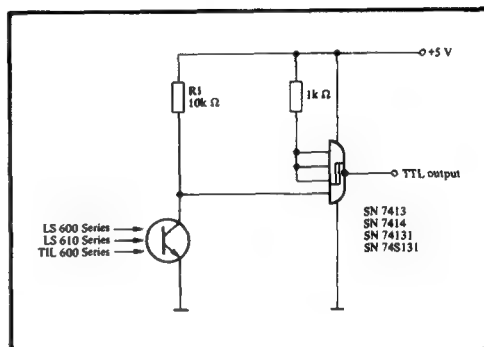 +5 V
R1
10k Ω
1k Ω
TTL output
LS 600 Series
LS 610 Series
TIL 600 Series
SN 7413
SN 7414
SN 74131
SN 74S131